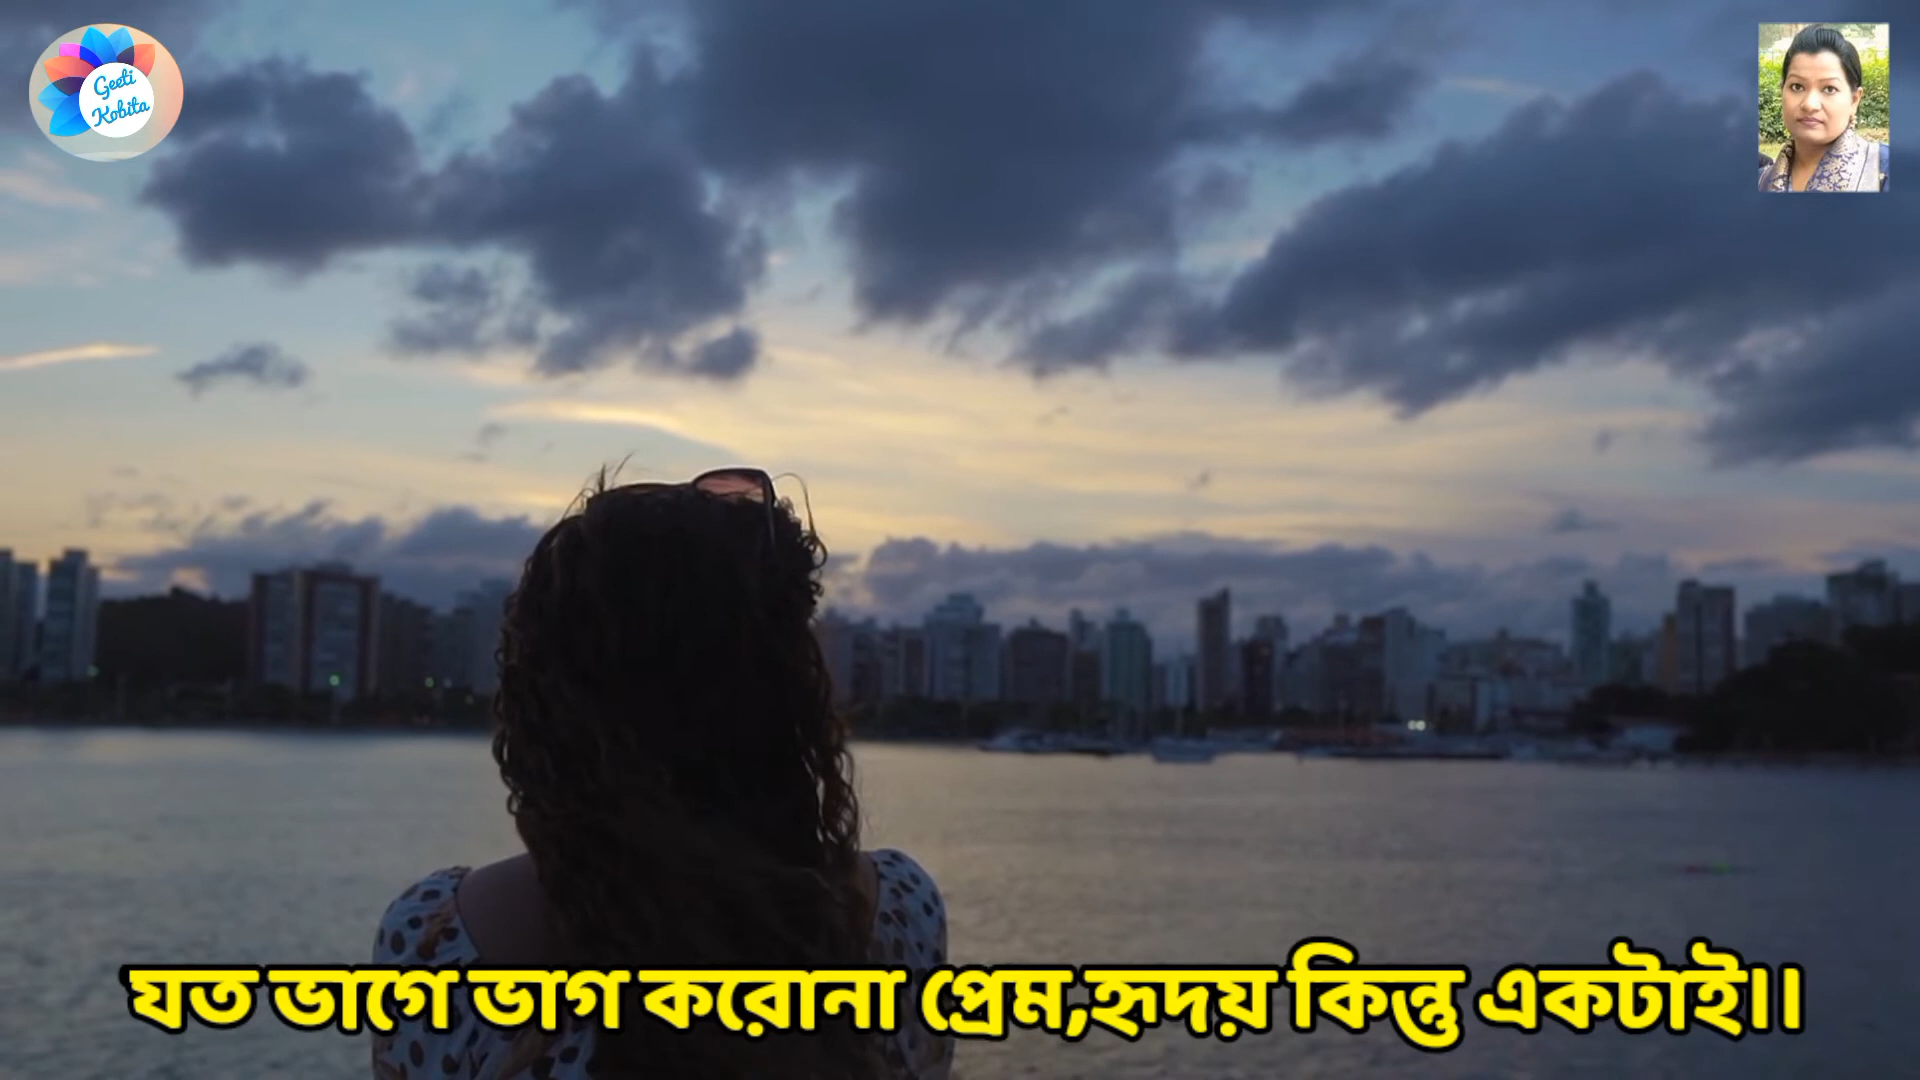 Geeti
Kobita
যত ভাগে ভাগ করোনা প্রেম,হৃদয় কিন্তু একটাই।।